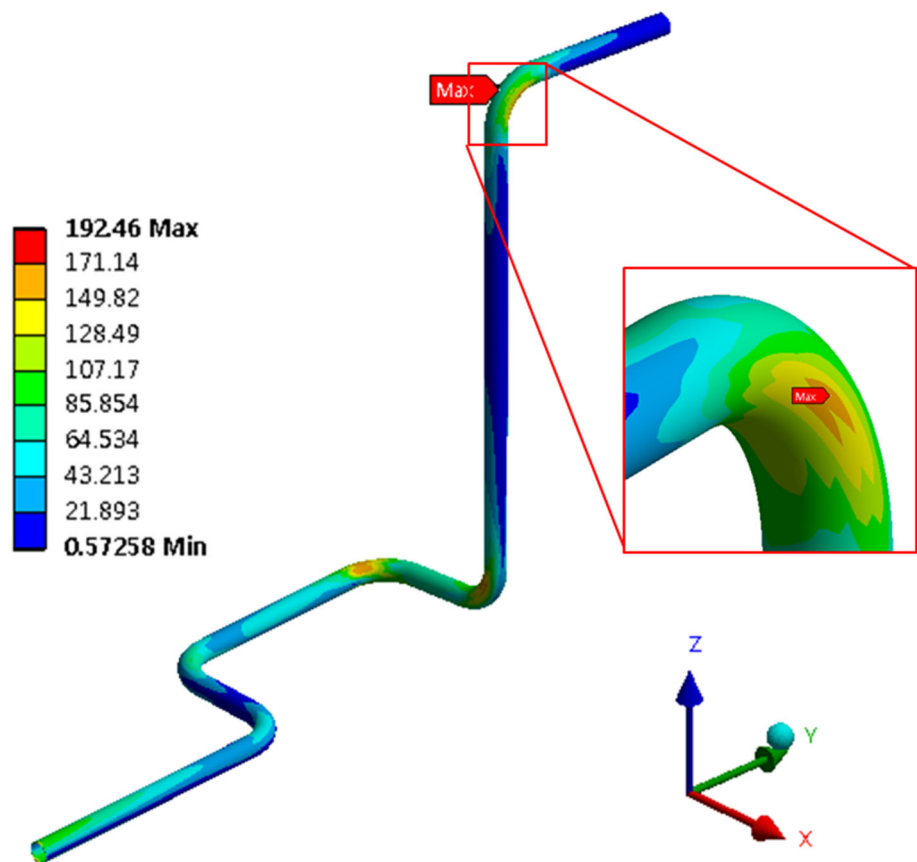 Max
192.46 Max
171.14
149.82
128.49
107.17
85.854
64.534
43.213
21.893
0.57258 Min
Max
Z
Y
X